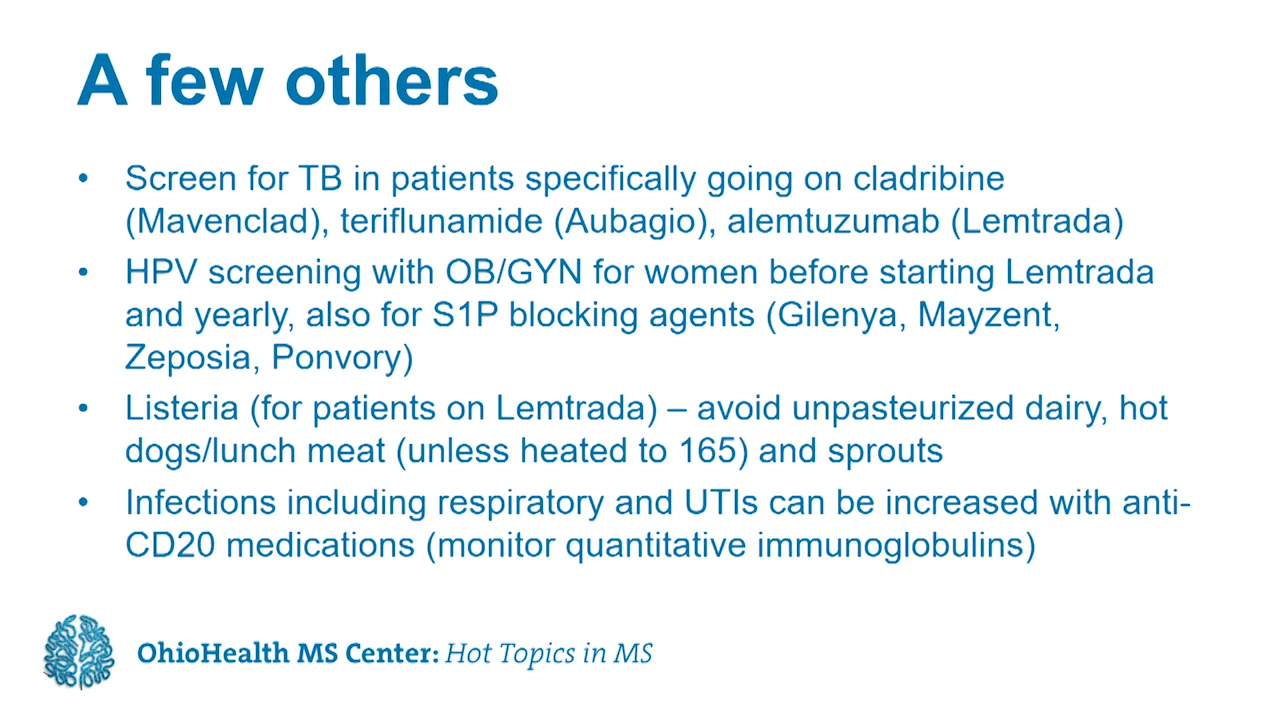 A few others
• Screen for TB in patients specifically going on cladribine
(Mavenclad), teriflunamide (Aubagio), alemtuzumab (Lemtrada)
• HPV screening with OB/GYN for women before starting Lemtrada
and yearly, also for S1P blocking agents (Gilenya, Mayzent,
Zeposia, Ponvory)
• Listeria (for patients on Lemtrada) – avoid unpasteurized dairy, hot
dogs/lunch meat (unless heated to 165) and sprouts
• Infections including respiratory and UTIs can be increased with anti-
CD20 medications (monitor quantitative immunoglobulins)
OhioHealth MS Center: Hot Topics in MS